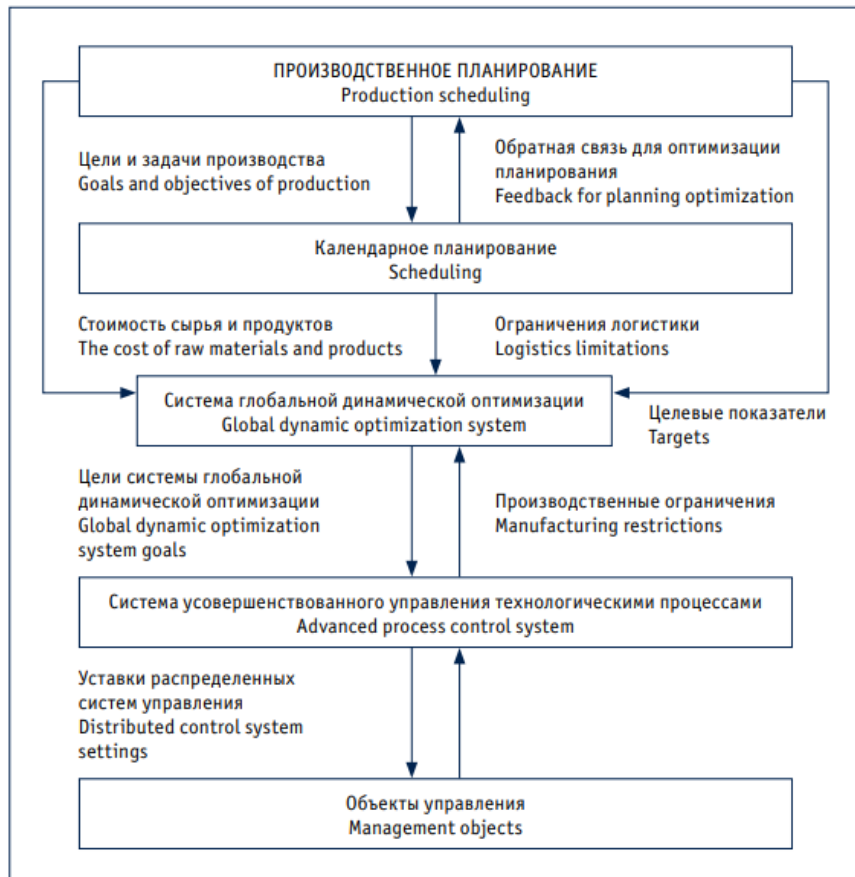 ПРОИЗВОДСТВЕННОЕ ПЛАНИРОВАНИЕ
Production scheduling
Цели и задачи производства
Goals and objectives of production
Обратная связь для оптимизации
планирования
Feedback for planning optimization
Календарное планирование
Scheduling
Стоимость сырья и продуктов
The cost of raw materials and products
Ограничения логистики
Logistics limitations
Система глобальной динамической оптимизации
Global dynamic optimization system
Целевые показатели
Targets
Цели системы глобальной
динамической оптимизации
Global dynamic optimization
system goals
Производственные ограничения
Manufacturing restrictions
Система усовершенствованного управления технологическими процессами
Advanced process control system
Уставки распределенных
систем управления
Distributed control system
settings
Объекты управления
Management objects